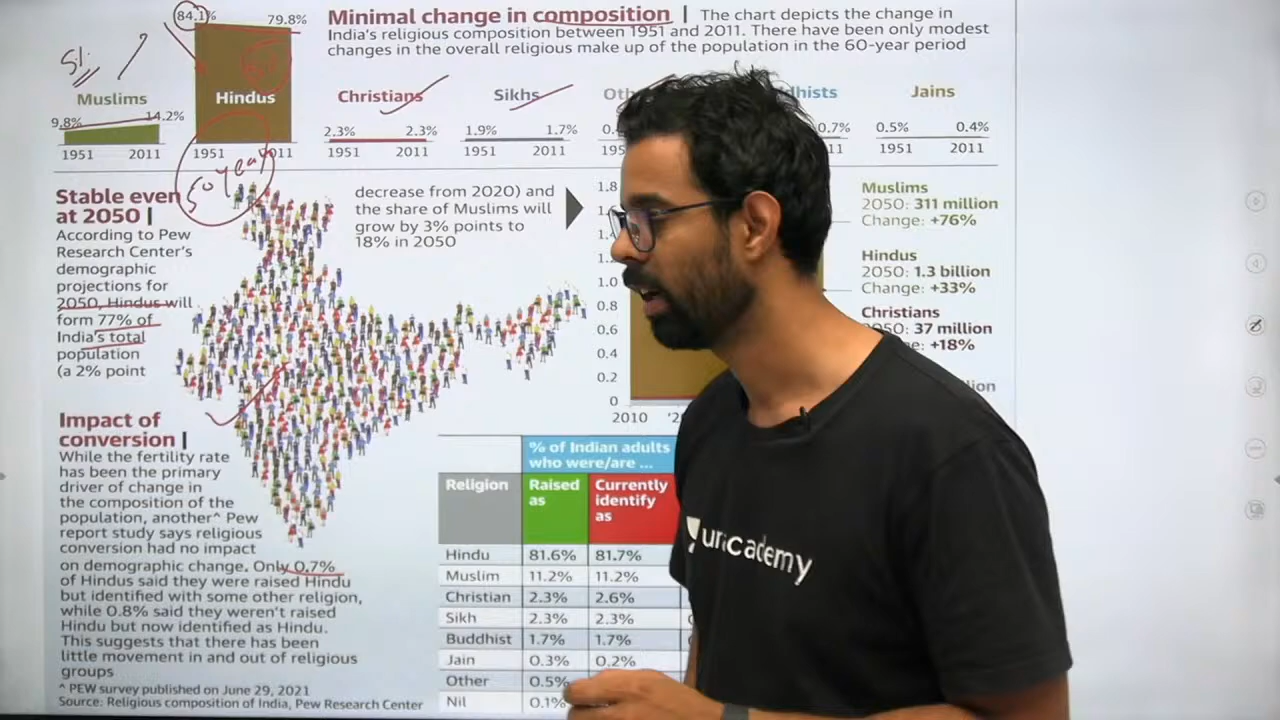 84.1%
79.8%
Minimal change in composition | The chart depicts the change in
India's religious composition between 1951 and 2011. There have been only modest
changes in the overall religious make up of the population in the 60-year period
5%
Muslims
Hindus
Christians
Sikhs
Jains
9.8%
14.2%
2.3%
2.3%
1.9%
1.7%
0.7%
0.5%
0.4%
1951
2011
1951
2011
1951
2011
1951
2011
2011
1951
2011
50 years
Stable even
at 2050 |
According to Pew
Research Center's
demographic
projections for
2050, Hindus will
form 77% of
India's total
population
(a 2% point
decrease from 2020) and
the share of Muslims will
grow by 3% points to
18% in 2050
1.8
1.2
1.0
0.8
0.6
0.4
0.2
0
2010
Muslims
2050: 311 million
Change: +76%
Hindus
2050: 1.3 billion
Change: +33%
Christians
2050: 37 million
+18%
Impact of
conversion |
While the fertility rate
has been the primary
driver of change in
the composition of the
population, another^ Pew
report study says religious
conversion had no impact
on demographic change. Only 0.7%
of Hindus said they were raised Hindu
but identified with some other religion,
while 0.8% said they weren't raised
Hindu but now identified as Hindu.
This suggests that there has been
little movement in and out of religious
groups
^ PEW survey published on June 29, 2021
Source: Religious composition of India, Pew Research Center
% of Indian adults
who were/are ...
Religion
Raised
as
Currently
identify
as
Hindu 81.6% 81.7%
Muslim 11.2% 11.2%
Christian 2.3% 2.6%
Sikh 2.3% 2.3%
Buddhist 1.7% 1.7%
Jain 0.3% 0.2%
Other 0.5%
Nil 0.1%
unacademy